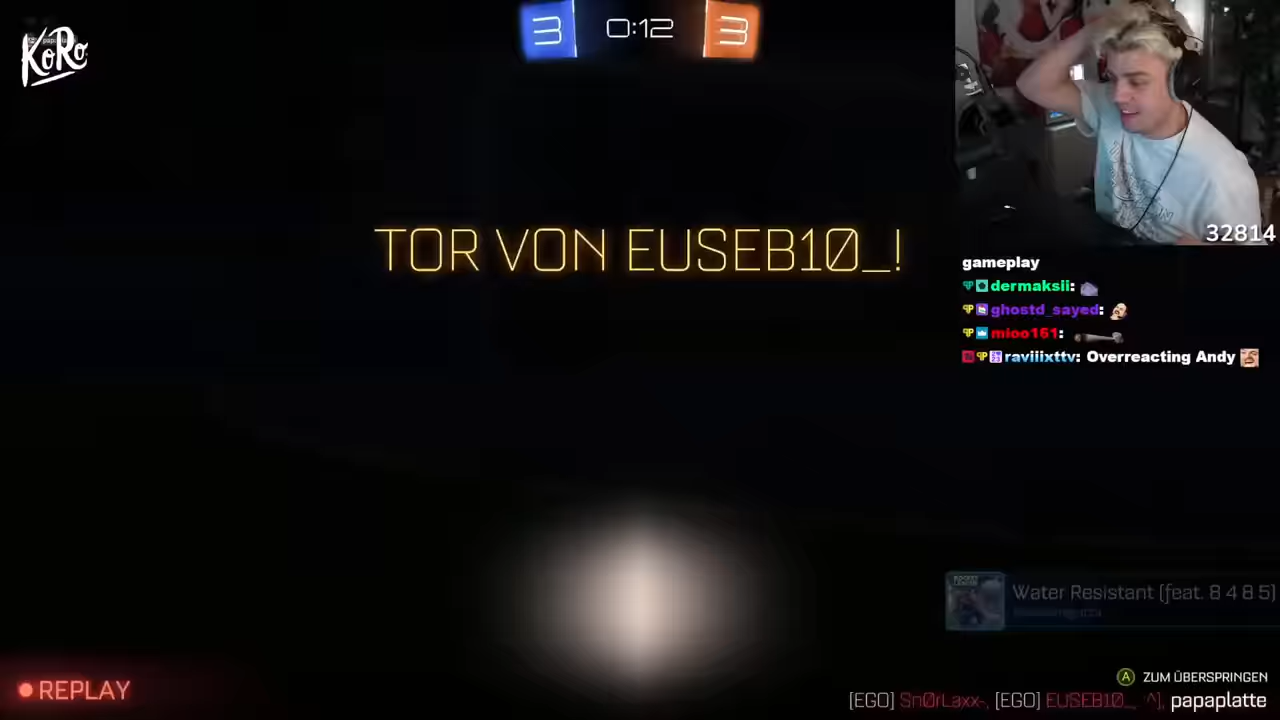 KoRo
3 0:12 3
TOR VON EUSEB10_!
32814
gameplay
dermaksii:
ghostd_sayed:
mioo151:
raviiixttv: Overreacting Andy
Water Resistant (feat. 8 4 8 5)
A ZUM ÜBERSPRINGEN
REPLAY
[EGO] SnØrLaxx-, [EGO] EUSEB10_ ^], papaplatte